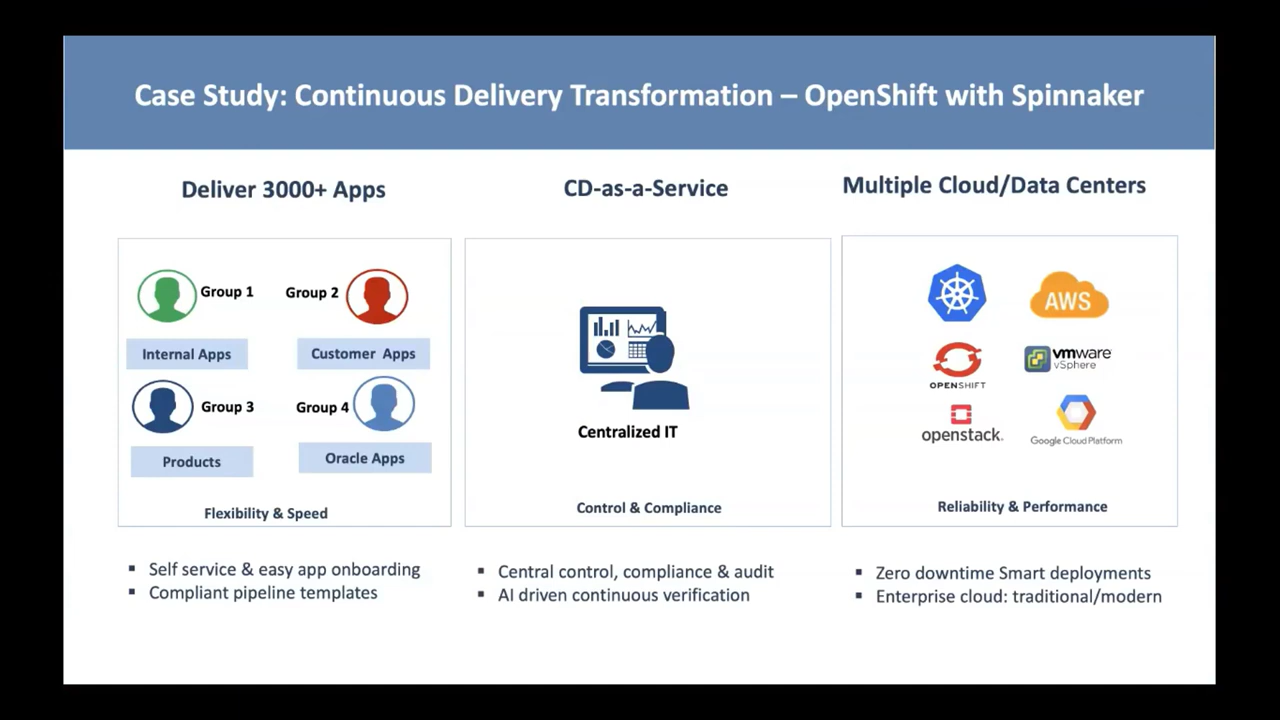 Case Study: Continuous Delivery Transformation – OpenShift with Spinnaker
Deliver 3000+ Apps
Group 1
Group 2
Internal Apps
Customer Apps
Group 3
Group 4
Products
Oracle Apps
Flexibility & Speed
▪ Self service & easy app onboarding
▪ Compliant pipeline templates
CD-as-a-Service
Centralized IT
Control & Compliance
▪ Central control, compliance & audit
▪ AI driven continuous verification
Multiple Cloud/Data Centers
AWS
OPENSHIFT
vmware
vSphere
openstack.
Google Cloud Platform
Reliability & Performance
▪ Zero downtime Smart deployments
▪ Enterprise cloud: traditional/modern